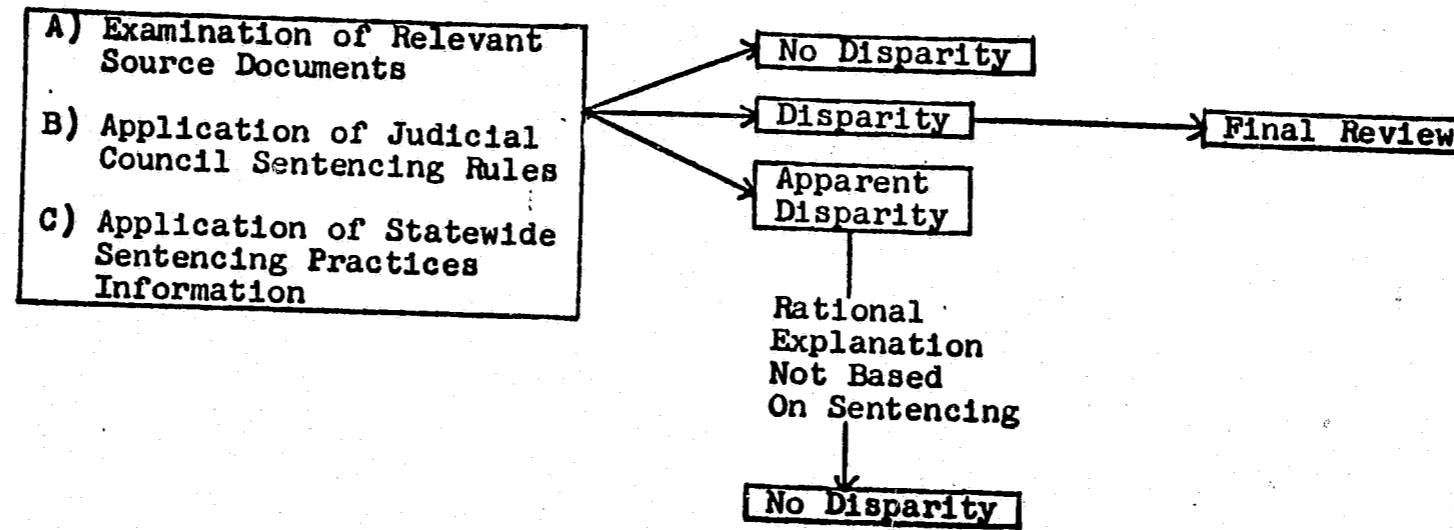 A) Examination of Relevant
Source Documents
B) Application of Judicial
Council Sentencing Rules
C) Application of Statewide
Sentencing Practices
Information
No Disparity
Disparity
Final Review
Apparent
Disparity
Rational
Explanation
Not Based
On Sentencing
No Disparity